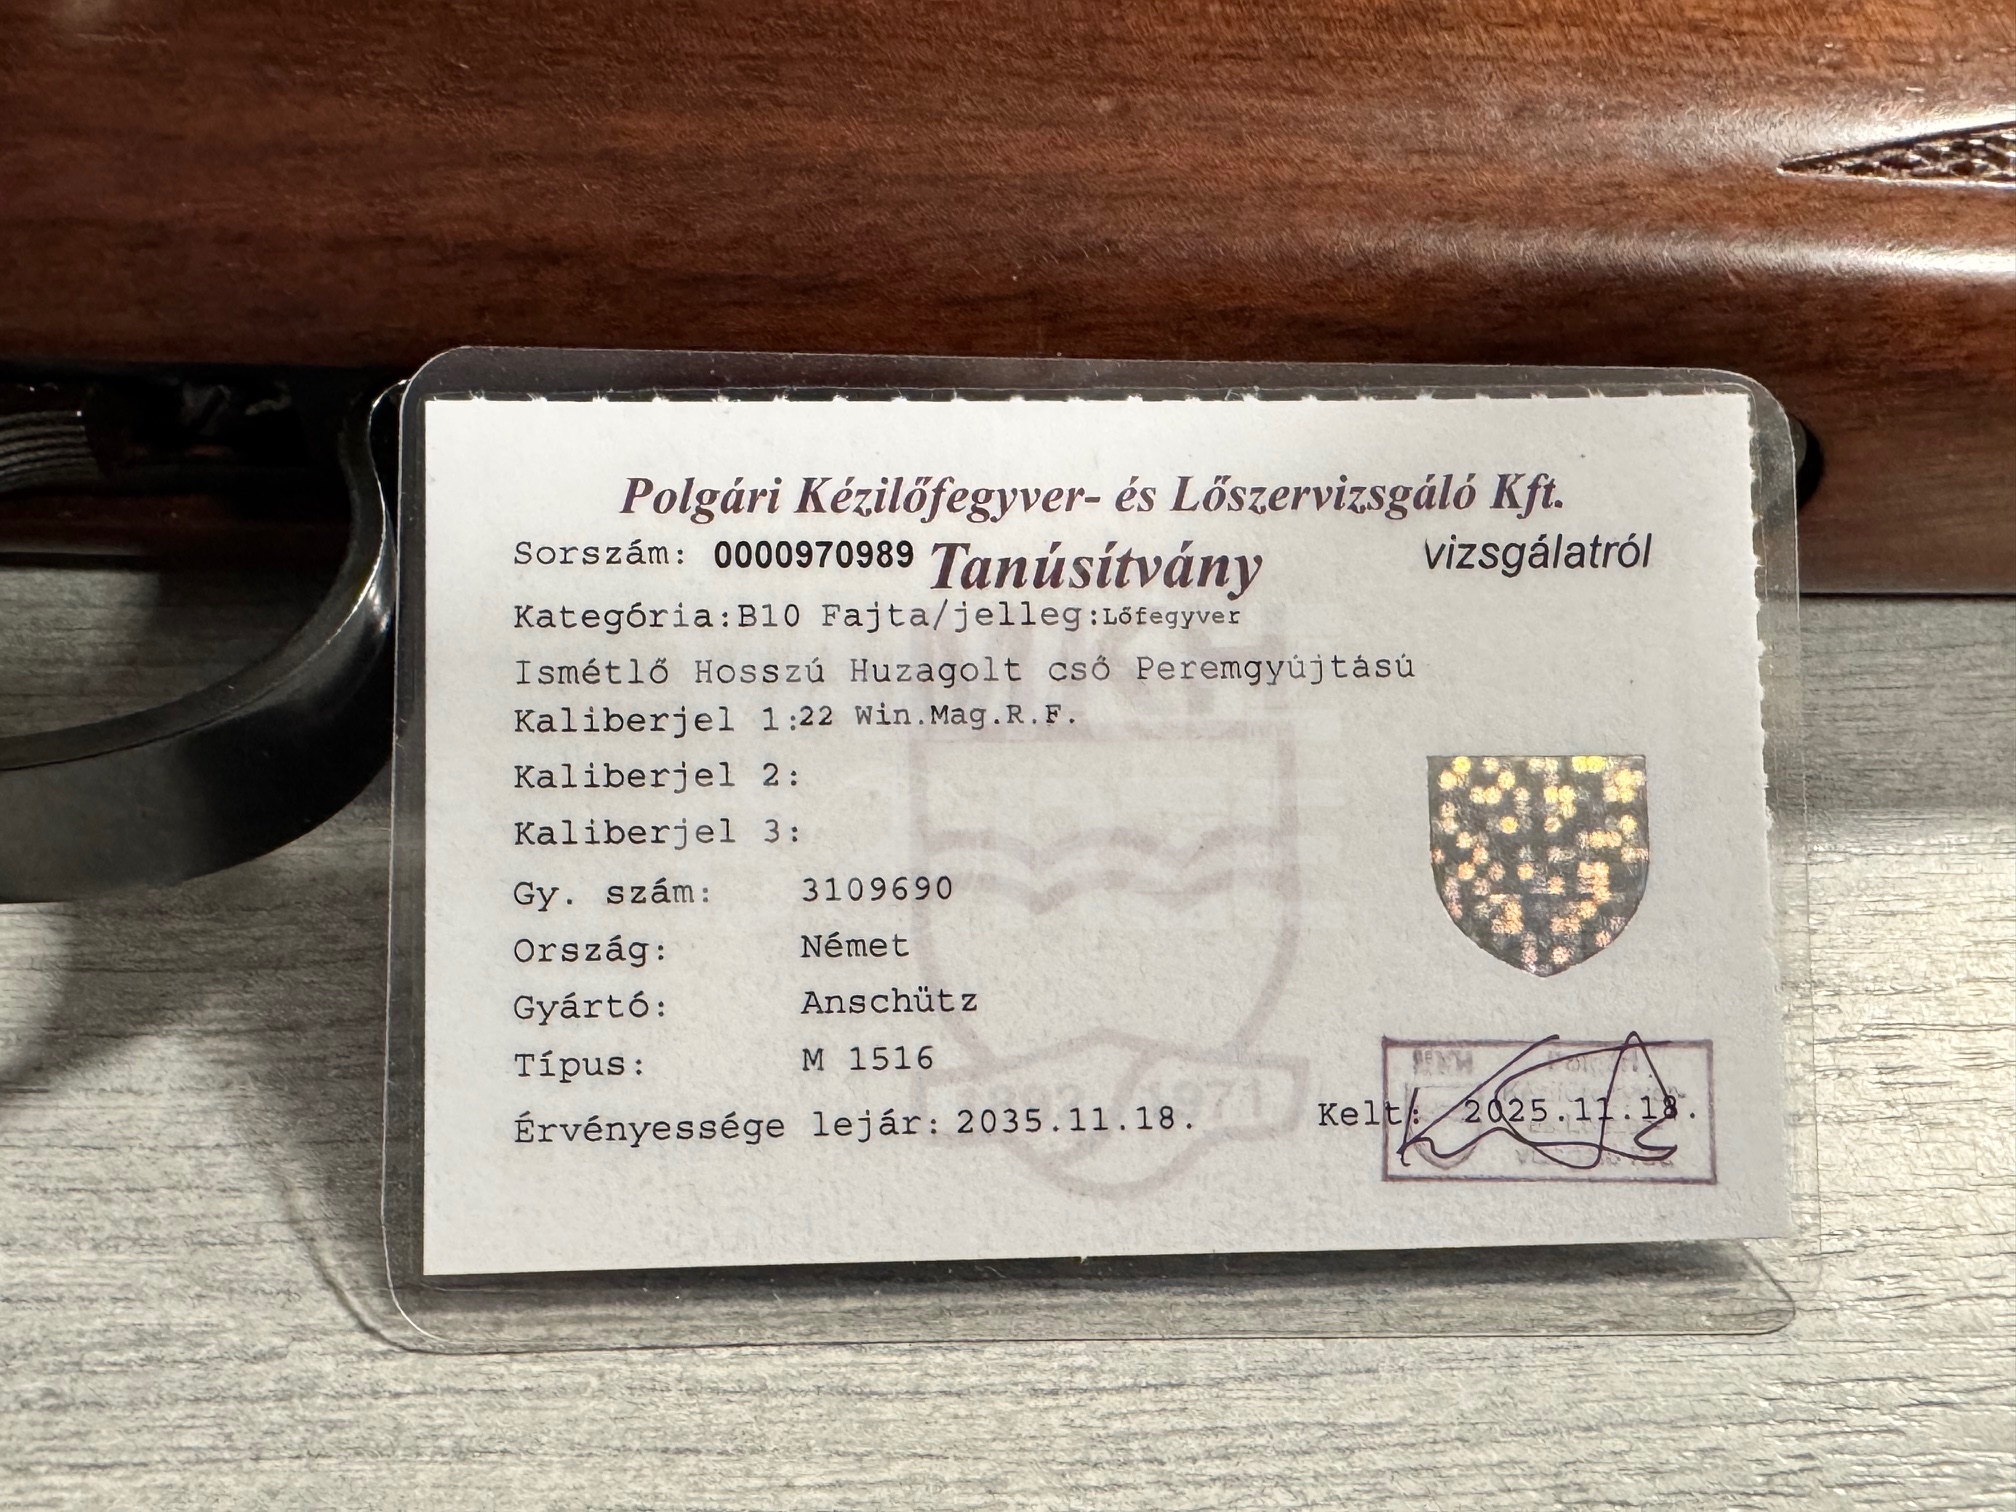 Polgári Kézilőfegyver- és Lőszervizsgáló Kft.
Sorszám: 0000970989 Tanúsítvány vizsgálatról
Kategória:B10 Fajta/jelleg:Lőfegyver
Ismétlő Hosszú Huzagolt cső Peremgyújtású
Kaliberjel 1:22 Win.Mag.R.F.
Kaliberjel 2:
Kaliberjel 3:
Gy. szám: 3109690
Ország: Német
Gyártó: Anschütz
Típus: M 1516
Érvényessége lejár: 2035.11.18. Kelt: 2025.11.18.